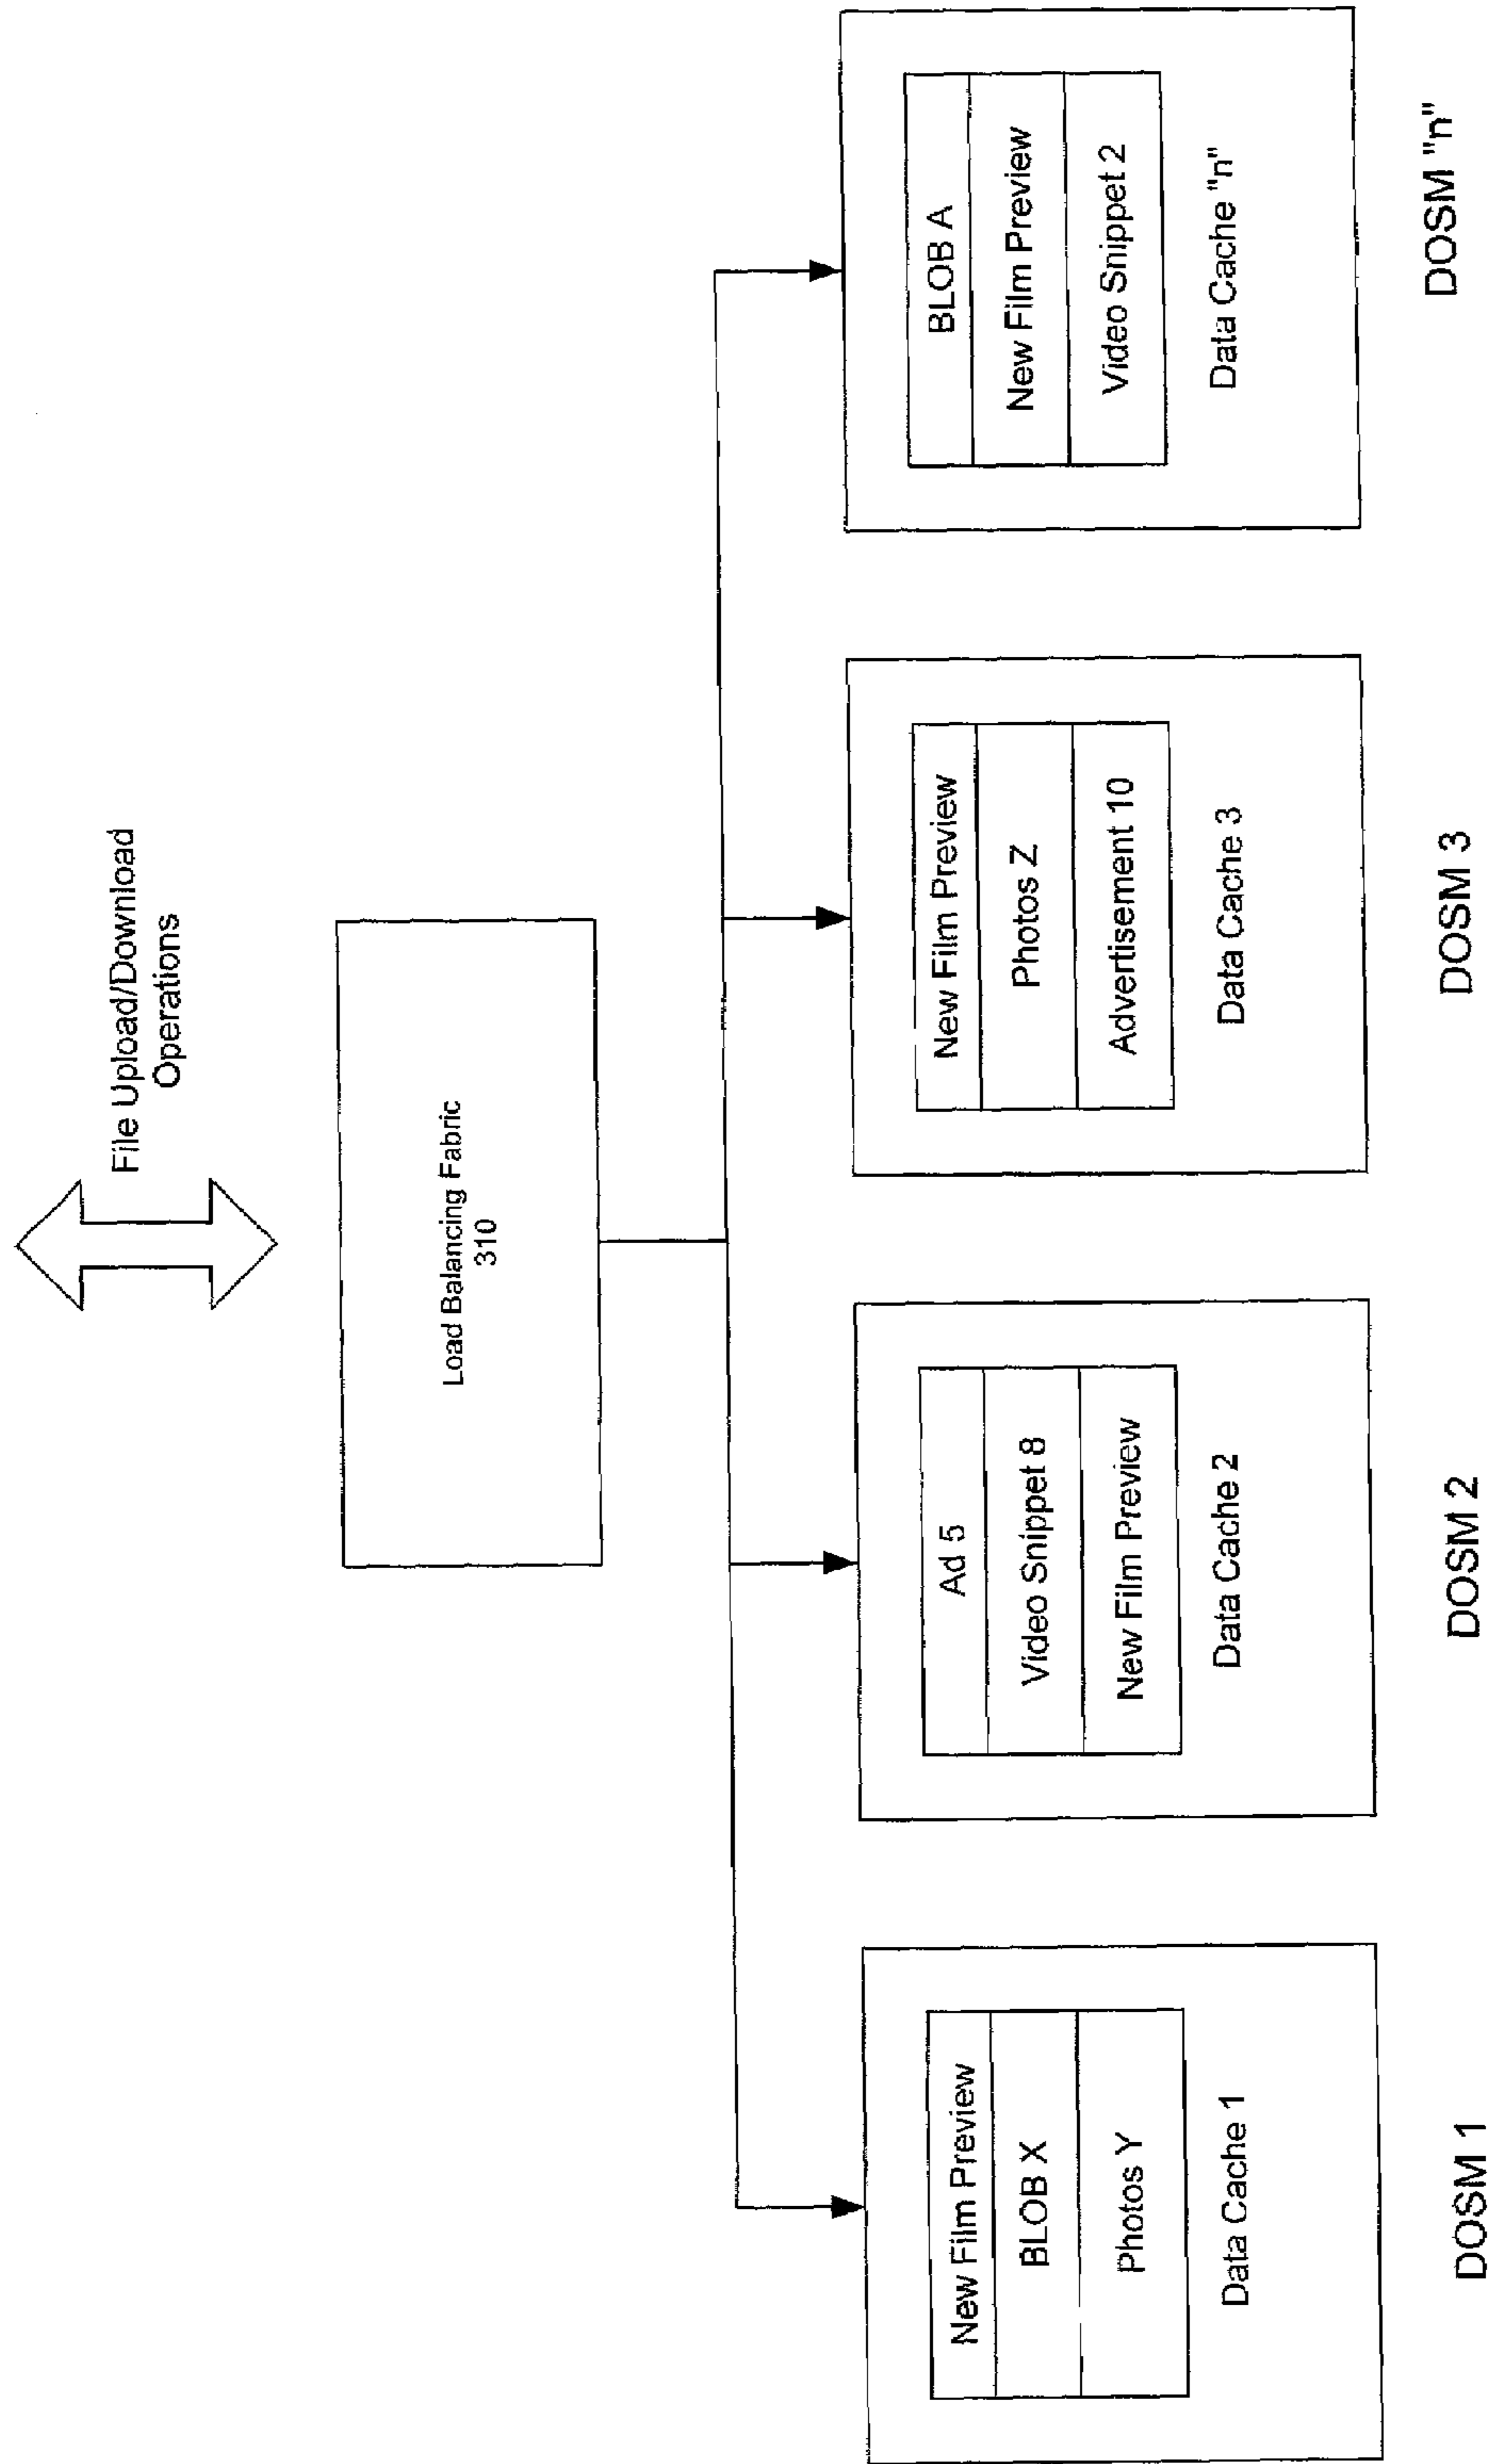 File Upload/Download
Operations
Load Balancing Fabric
310
New Film Preview
BLOB X
Photos Y
Data Cache 1
DOSM 1
Ad 5
Video Snippet 8
New Film Preview
Data Cache 2
DOSM 2
New Film Preview
Photos Z
Advertisement 10
Data Cache 3
DOSM 3
BLOB A
New Film Preview
Video Snippet 2
Data Cache "n"
DOSM "n"